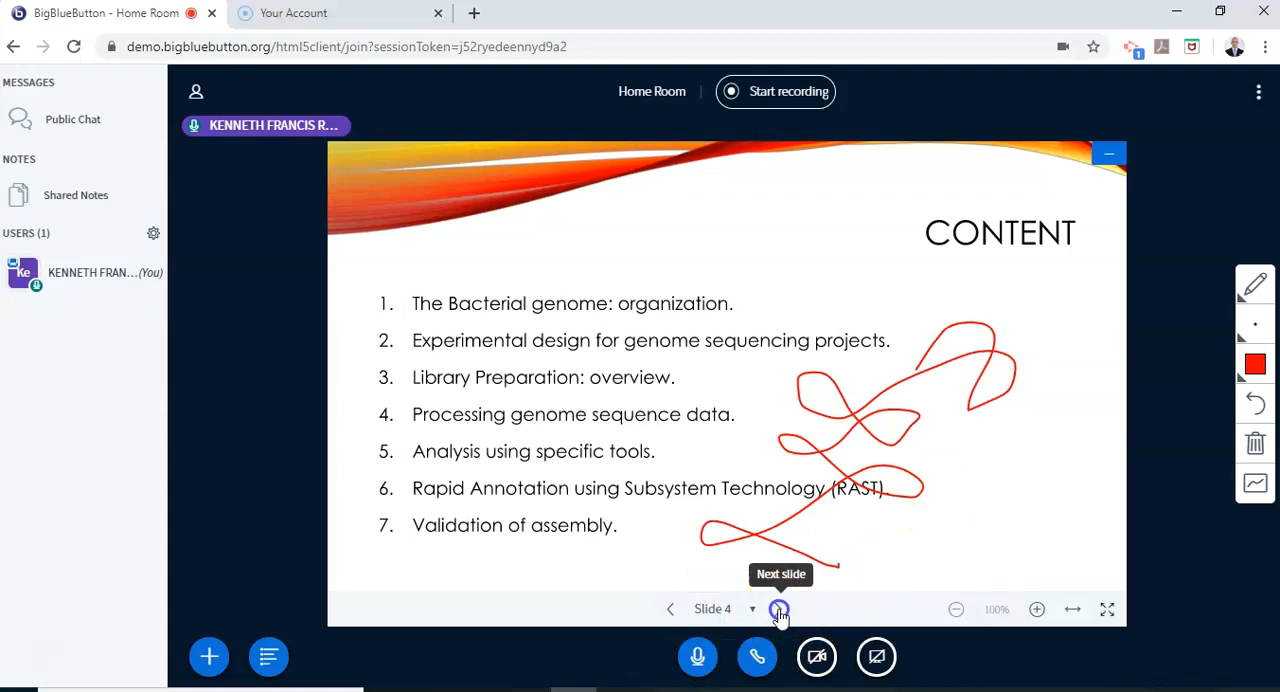 BigBlueButton - Home Room
Your Account
demo.bigbluebutton.org/html5client/join?sessionToken=j52ryedeennyd9a2
1
MESSAGES
Public Chat
NOTES
Shared Notes
USERS (1)
Ke
KENNETH FRAN... (You)
Home Room
Start recording
KENNETH FRANCIS R...
CONTENT
1. The Bacterial genome: organization.
2. Experimental design for genome sequencing projects.
3. Library Preparation: overview.
4. Processing genome sequence data.
5. Analysis using specific tools.
6. Rapid Annotation using Subsystem Technology (RAST).
7. Validation of assembly.
Next slide
Slide 4
100%